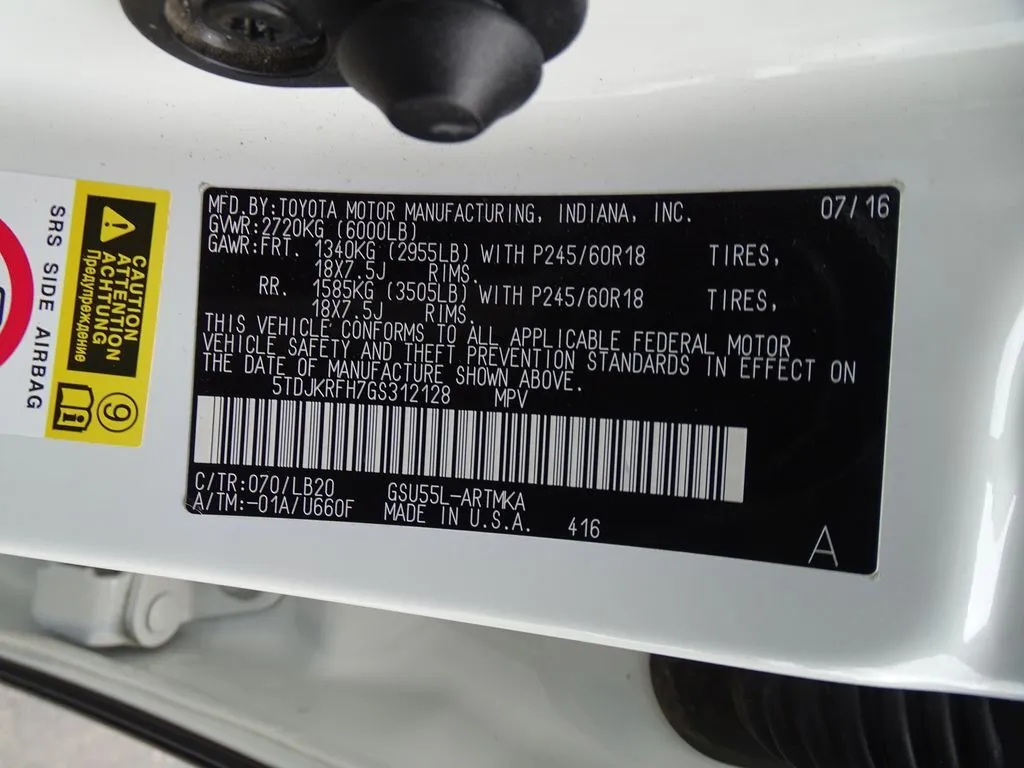 MFD.BY:TOYOTA MOTOR MANUFACTURING, INDIANA, INC. 07/16
GVWR:2720KG (6000LB)
GAWR:FRT. 1340KG (2955LB) WITH P245/60R18 TIRES,
18X7.5J RIMS.
RR. 1585KG (3505LB) WITH P245/60R18 TIRES,
18X7.5J RIMS.
THIS VEHICLE CONFORMS TO ALL APPLICABLE FEDERAL MOTOR
VEHICLE SAFETY AND THEFT PREVENTION STANDARDS IN EFFECT ON
THE DATE OF MANUFACTURE SHOWN ABOVE.
5TDJKRFH7GS312128 MPV
C/TR:070/LB20 GSU55L-ARTMKA
A/TM:-01A/U660F MADE IN U.S.A. 416
A
CAUTION
ATTENTION
ACHTUNG
Предупреждение
9
SRS SIDE AIRBAG